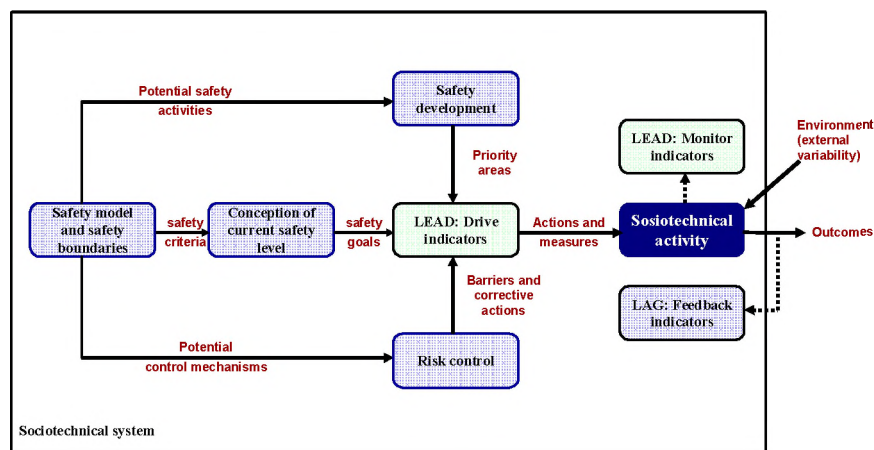 Potential safety
activities
Safety
development
Priority
areas
LEAD: Monitor
indicators
Environment
(external
variability)
Safety model
and safety
boundaries
safety
criteria
Conception of
current safety
level
safety
goals
LEAD: Drive
indicators
Actions and
measures
Sosiotechnical
activity
Outcomes
Barriers and
corrective
actions
LAG: Feedback
indicators
Potential
control mechanisms
Risk control
Sociotechnical system